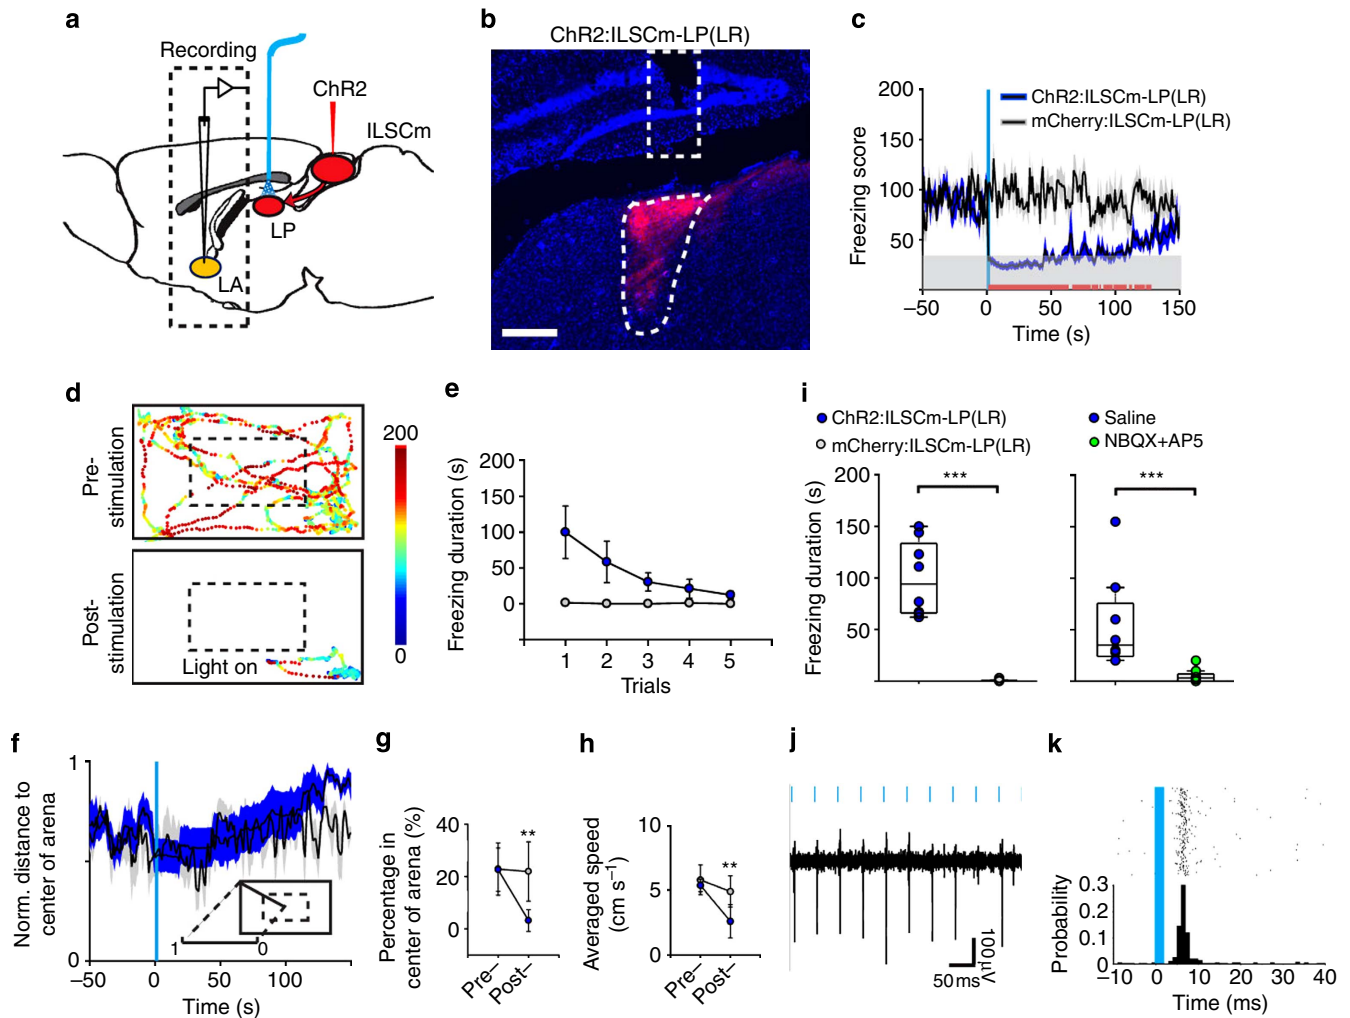 a
Recording
ChR2
ILSCm
LP
LA
b
ChR2:ILSCm-LP(LR)
c
Freezing score
200
150
100
50
ChR2:ILSCm-LP(LR)
mCherry:ILSCm-LP(LR)
–50 0 50 100 150
Time (s)
d
Pre-
stimulation
Post-
stimulation
Light on
200
0
e
Freezing duration (s)
200
150
100
50
0
1 2 3 4 5
Trials
i
ChR2:ILSCm-LP(LR)
mCherry:ILSCm-LP(LR)
Saline
NBQX+AP5
Freezing duration (s)
200
150
100
50
***
***
f
Norm. distance to
center of arena
1
0
1 0
–50 0 50 100
Time (s)
g
Percentage in
center of arena (%)
40
20
0
**
Pre–
Post–
h
Averaged speed
(cm s–1)
10
5
0
**
Pre–
Post–
j
100 µV
50 ms
k
Probability
0.3
0.2
0.1
0
–10 0 10 20 30 40
Time (ms)